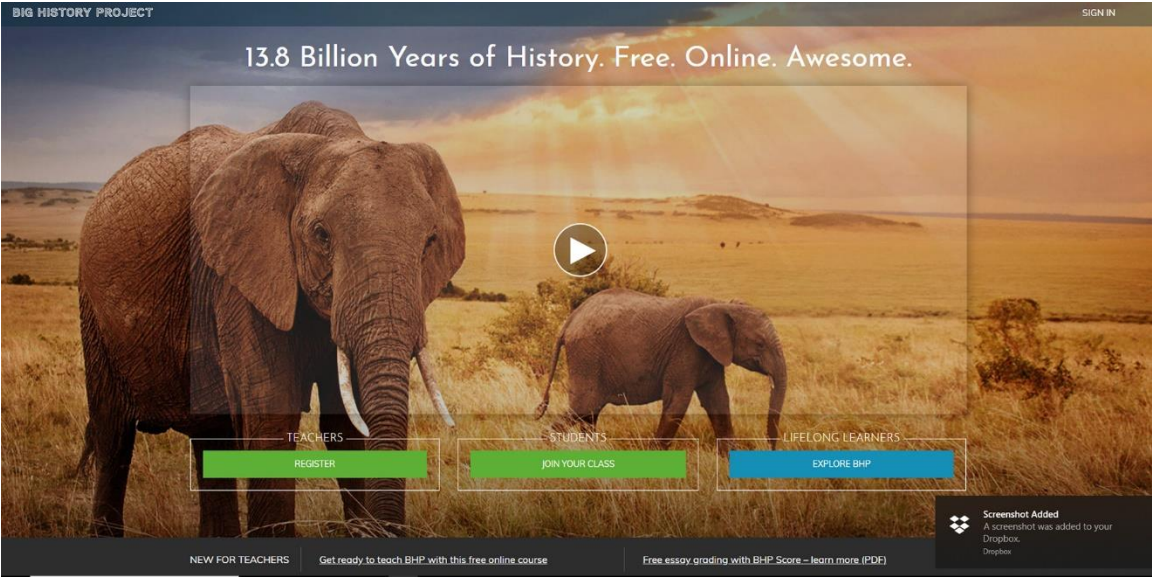 BIG HISTORY PROJECT
SIGN IN
13.8 Billion Years of History. Free. Online. Awesome.
TEACHERS
REGISTER
STUDENTS
JOIN YOUR CLASS
LIFELONG LEARNERS
EXPLORE BHP
Screenshot Added
A screenshot was added to your
Dropbox.
Dropbox
NEW FOR TEACHERS
Get ready to teach BHP with this free online course
Free essay grading with BHP Score – learn more (PDF)